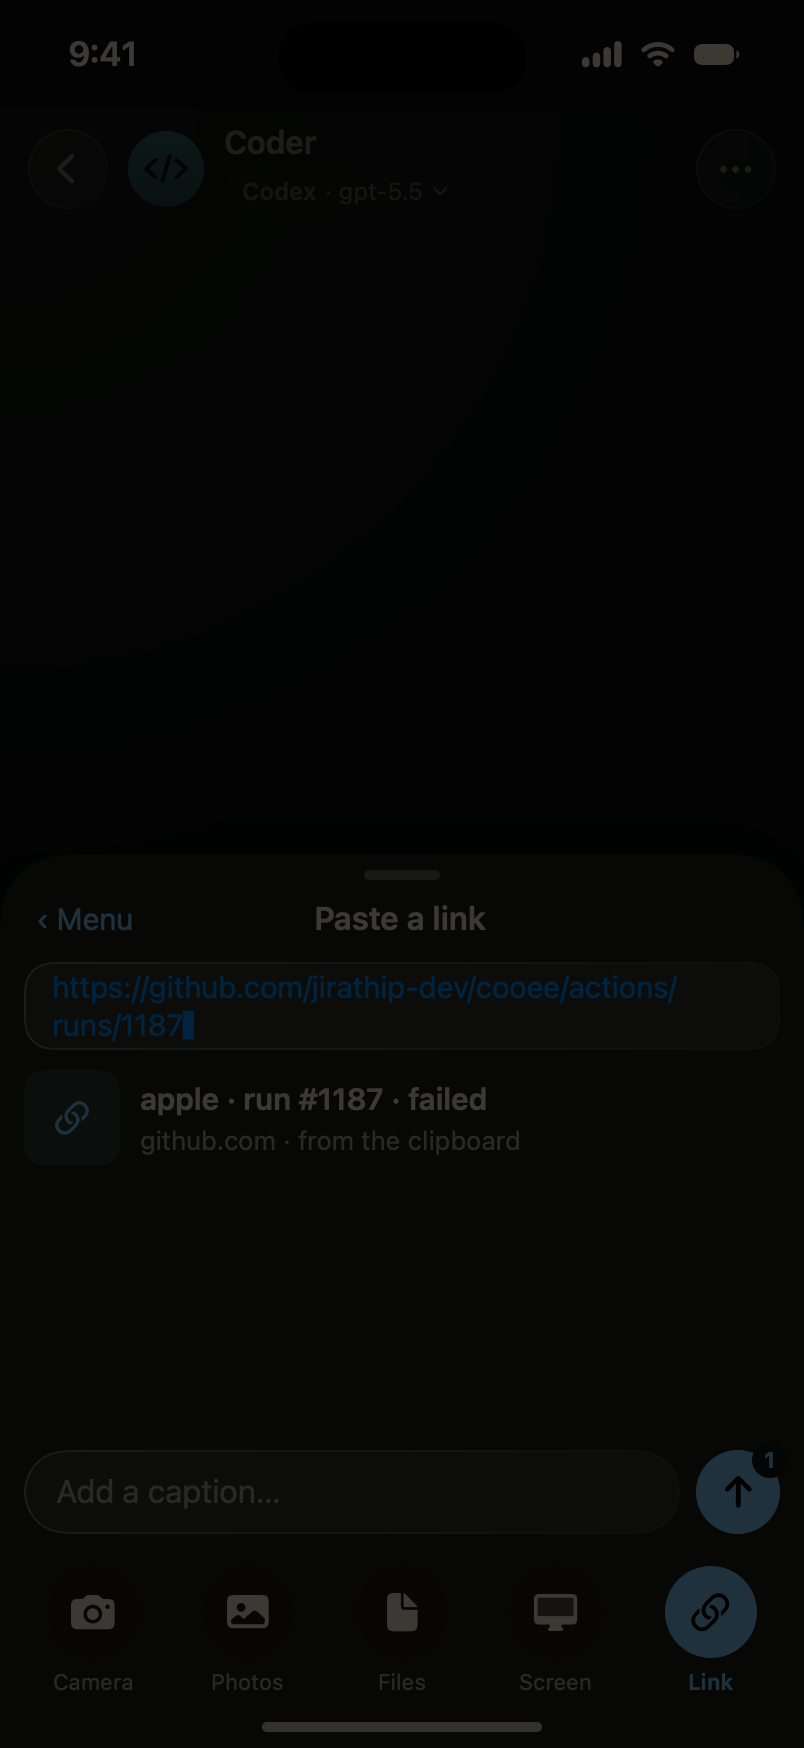 9:41
Coder
Codex · gpt-5.5
‹ Menu
Paste a link
https://github.com/jirathip-dev/cooee/actions/
runs/1187
apple · run #1187 · failed
github.com · from the clipboard
Add a caption...
1
Camera
Photos
Files
Screen
Link